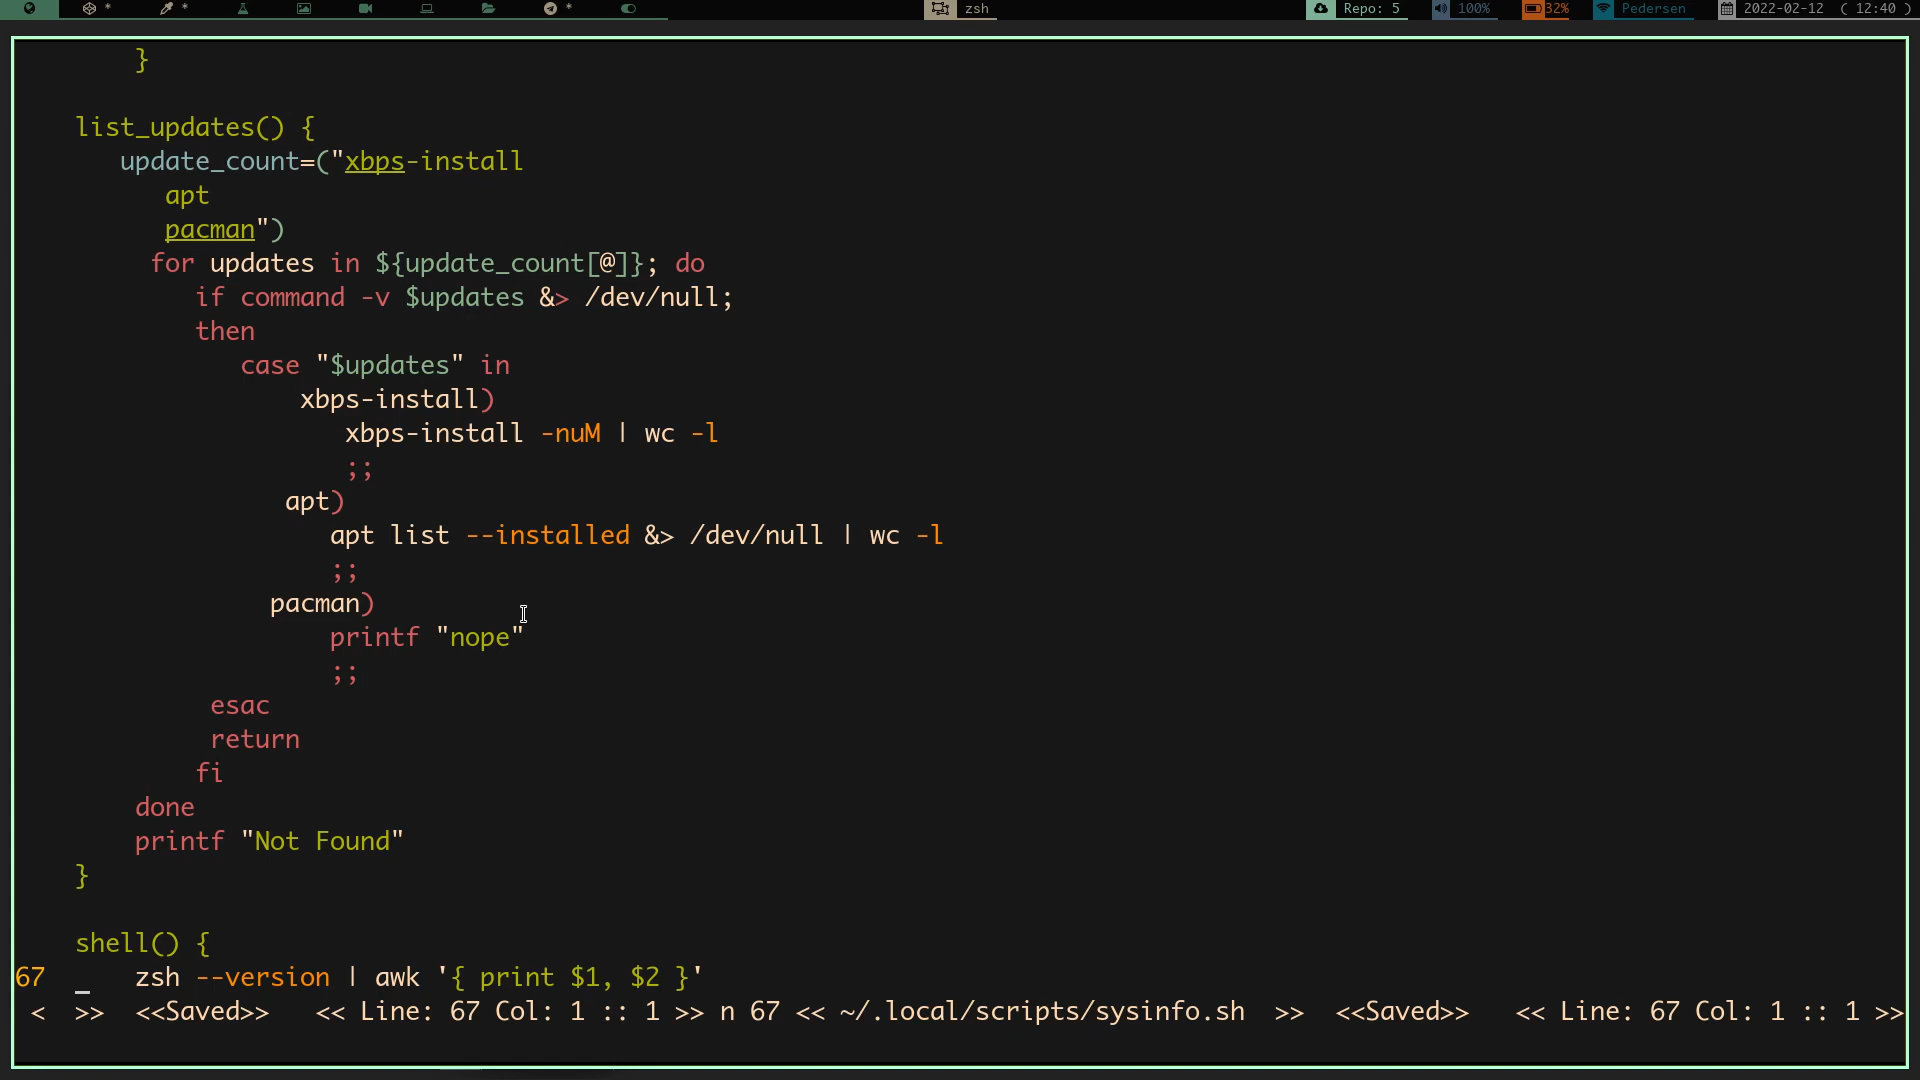 * * * zsh Repo: 5 100% 32% Pedersen 2022-02-12 ( 12:40 )
}
list_updates() {
update_count=("xbps-install
apt
pacman")
for updates in ${update_count[@]}; do
if command -v $updates &> /dev/null;
then
case "$updates" in
xbps-install)
xbps-install -nuM | wc -l
;;
apt)
apt list --installed &> /dev/null | wc -l
;;
pacman)
printf "nope"
;;
esac
return
fi
done
printf "Not Found"
}
shell() {
67 zsh --version | awk '{ print $1, $2 }'
< >> <<Saved>> << Line: 67 Col: 1 :: 1 >> n 67 << ~/.local/scripts/sysinfo.sh >> <<Saved>> << Line: 67 Col: 1 :: 1 >>